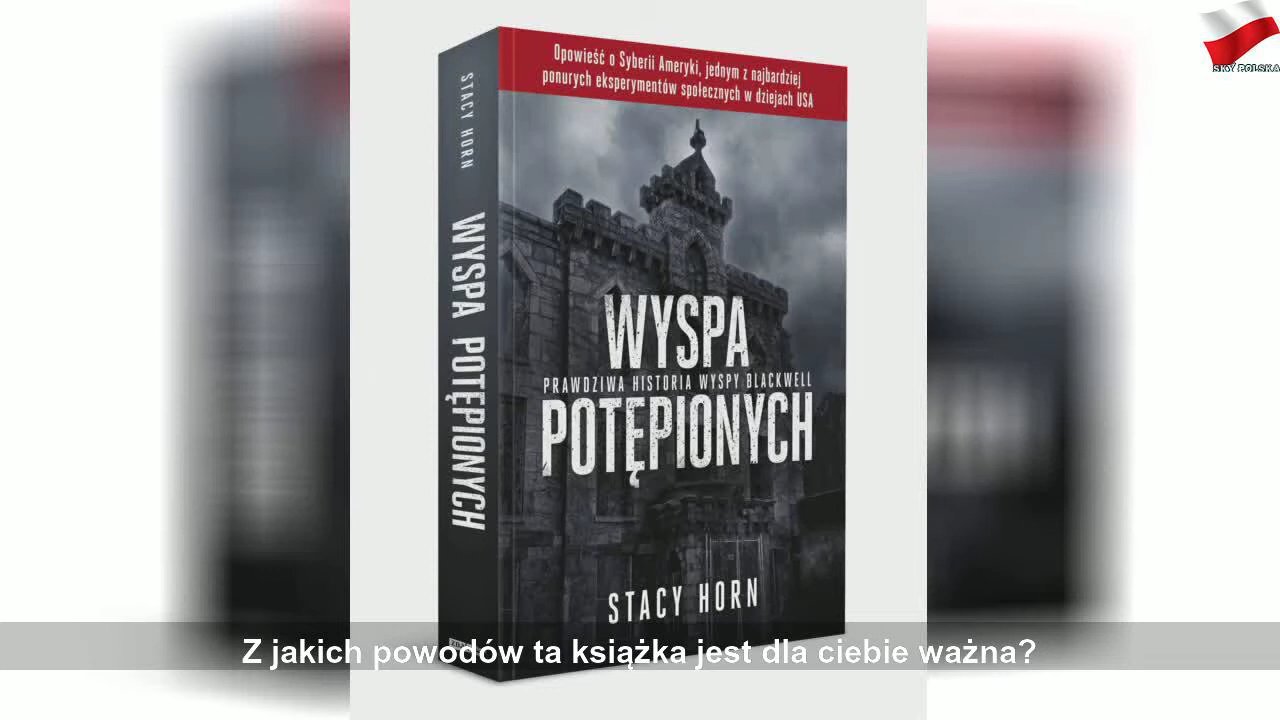 SKY POLSKA
Opowieść o Syberii Ameryki, jednym z najbardziej
ponurych eksperymentów społecznych w dziejach USA
STACY HORN
WYSPA POTĘPIONYCH
WYSPA
PRAWDZIWA HISTORIA WYSPY BLACKWELL
POTĘPIONYCH
STACY HORN
Z jakich powodów ta książka jest dla ciebie ważna?